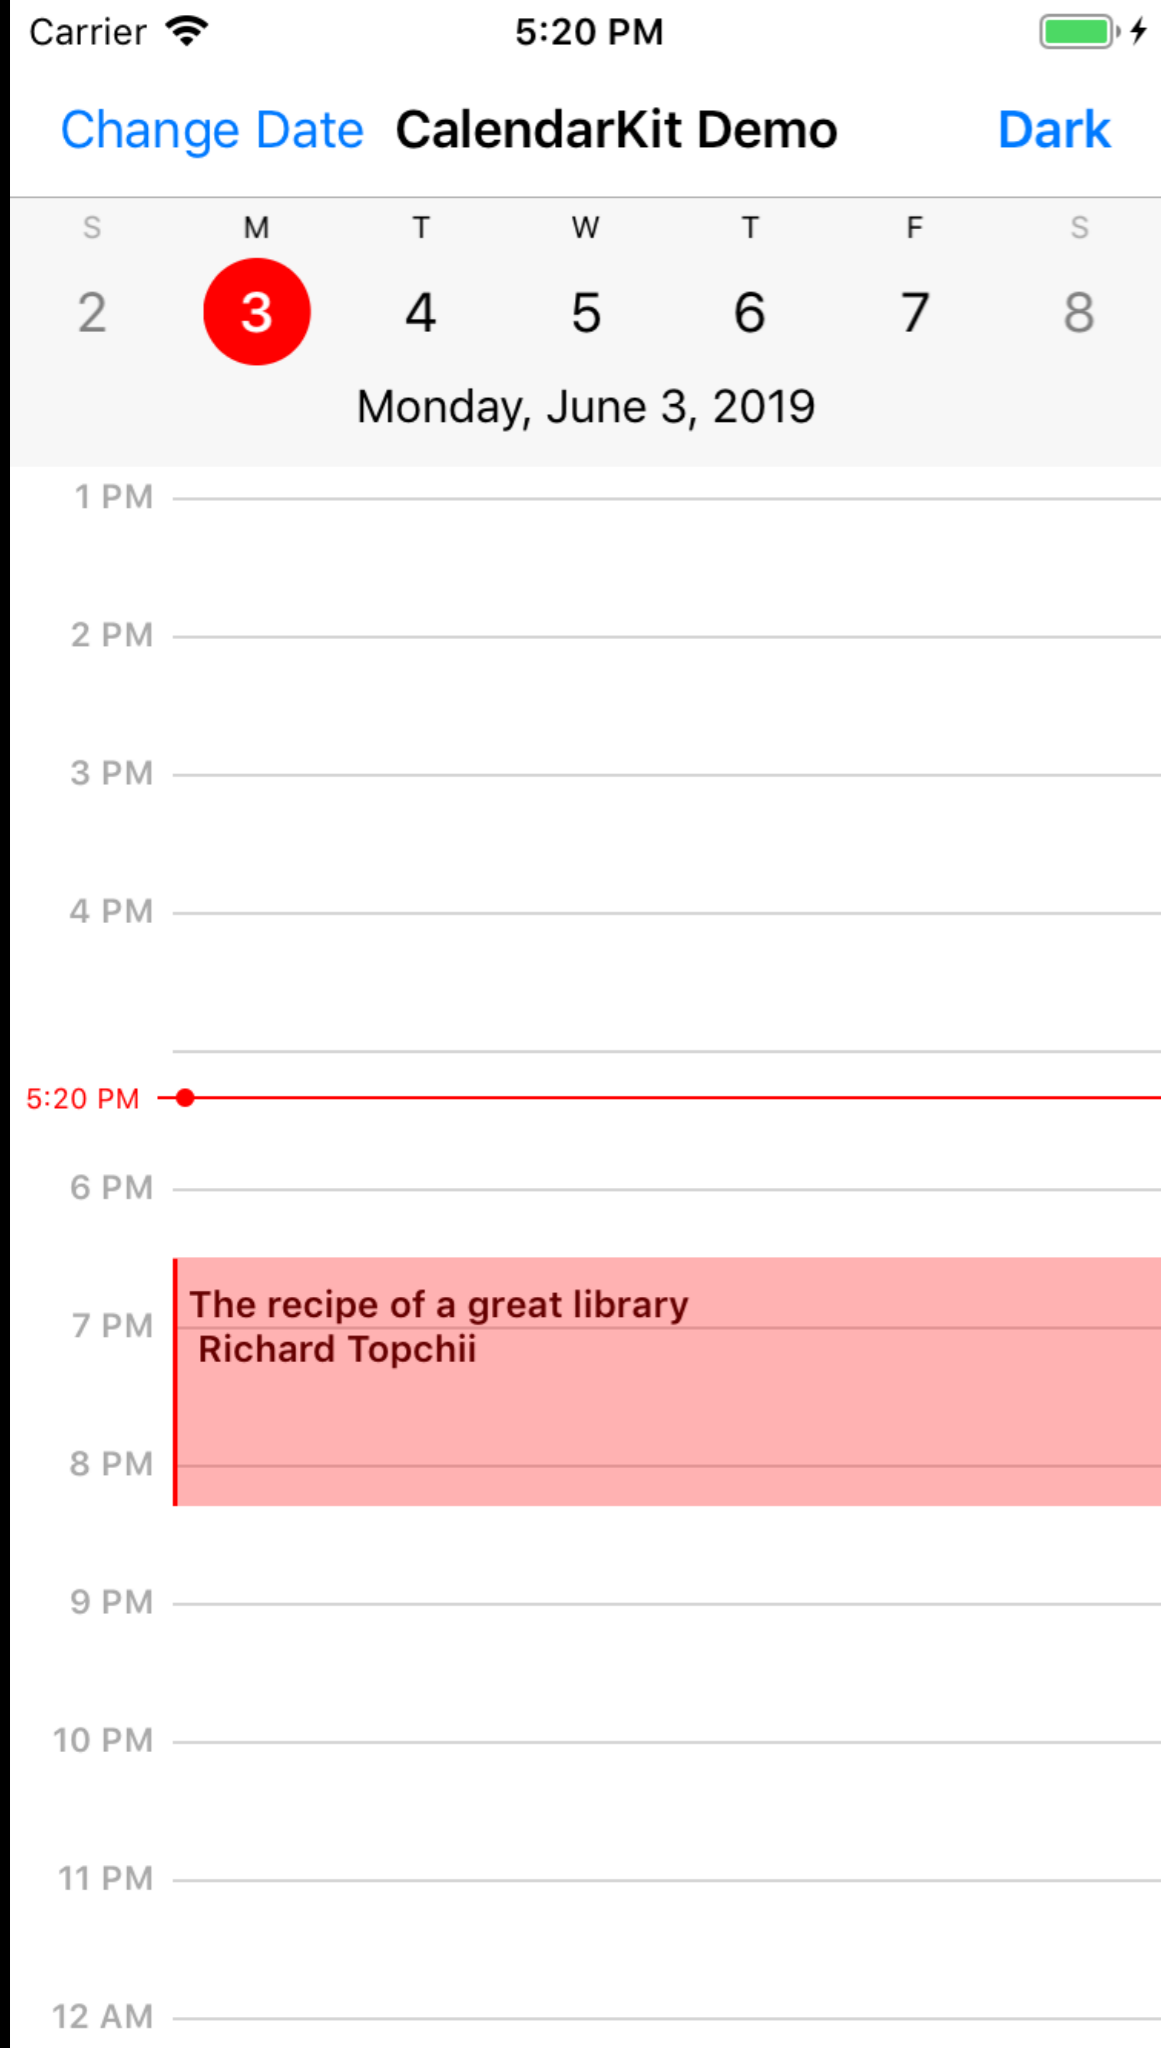 Carrier 5:20 PM
Change Date CalendarKit Demo Dark
S M T W T F S
2 3 4 5 6 7 8
Monday, June 3, 2019
1 PM
2 PM
3 PM
4 PM
5:20 PM
6 PM
The recipe of a great library
7 PM
Richard Topchii
8 PM
9 PM
10 PM
11 PM
12 AM